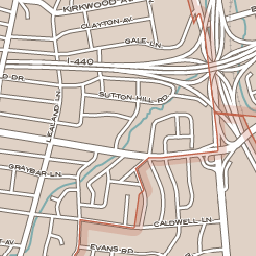 KIRKWOOD
CLAYTON AV
GALE LN
I-440
D DR
SUTTON HILL RD
LEALAND LN
GRAYBAR LN
CALDWELL LN
AV
EVANS RD